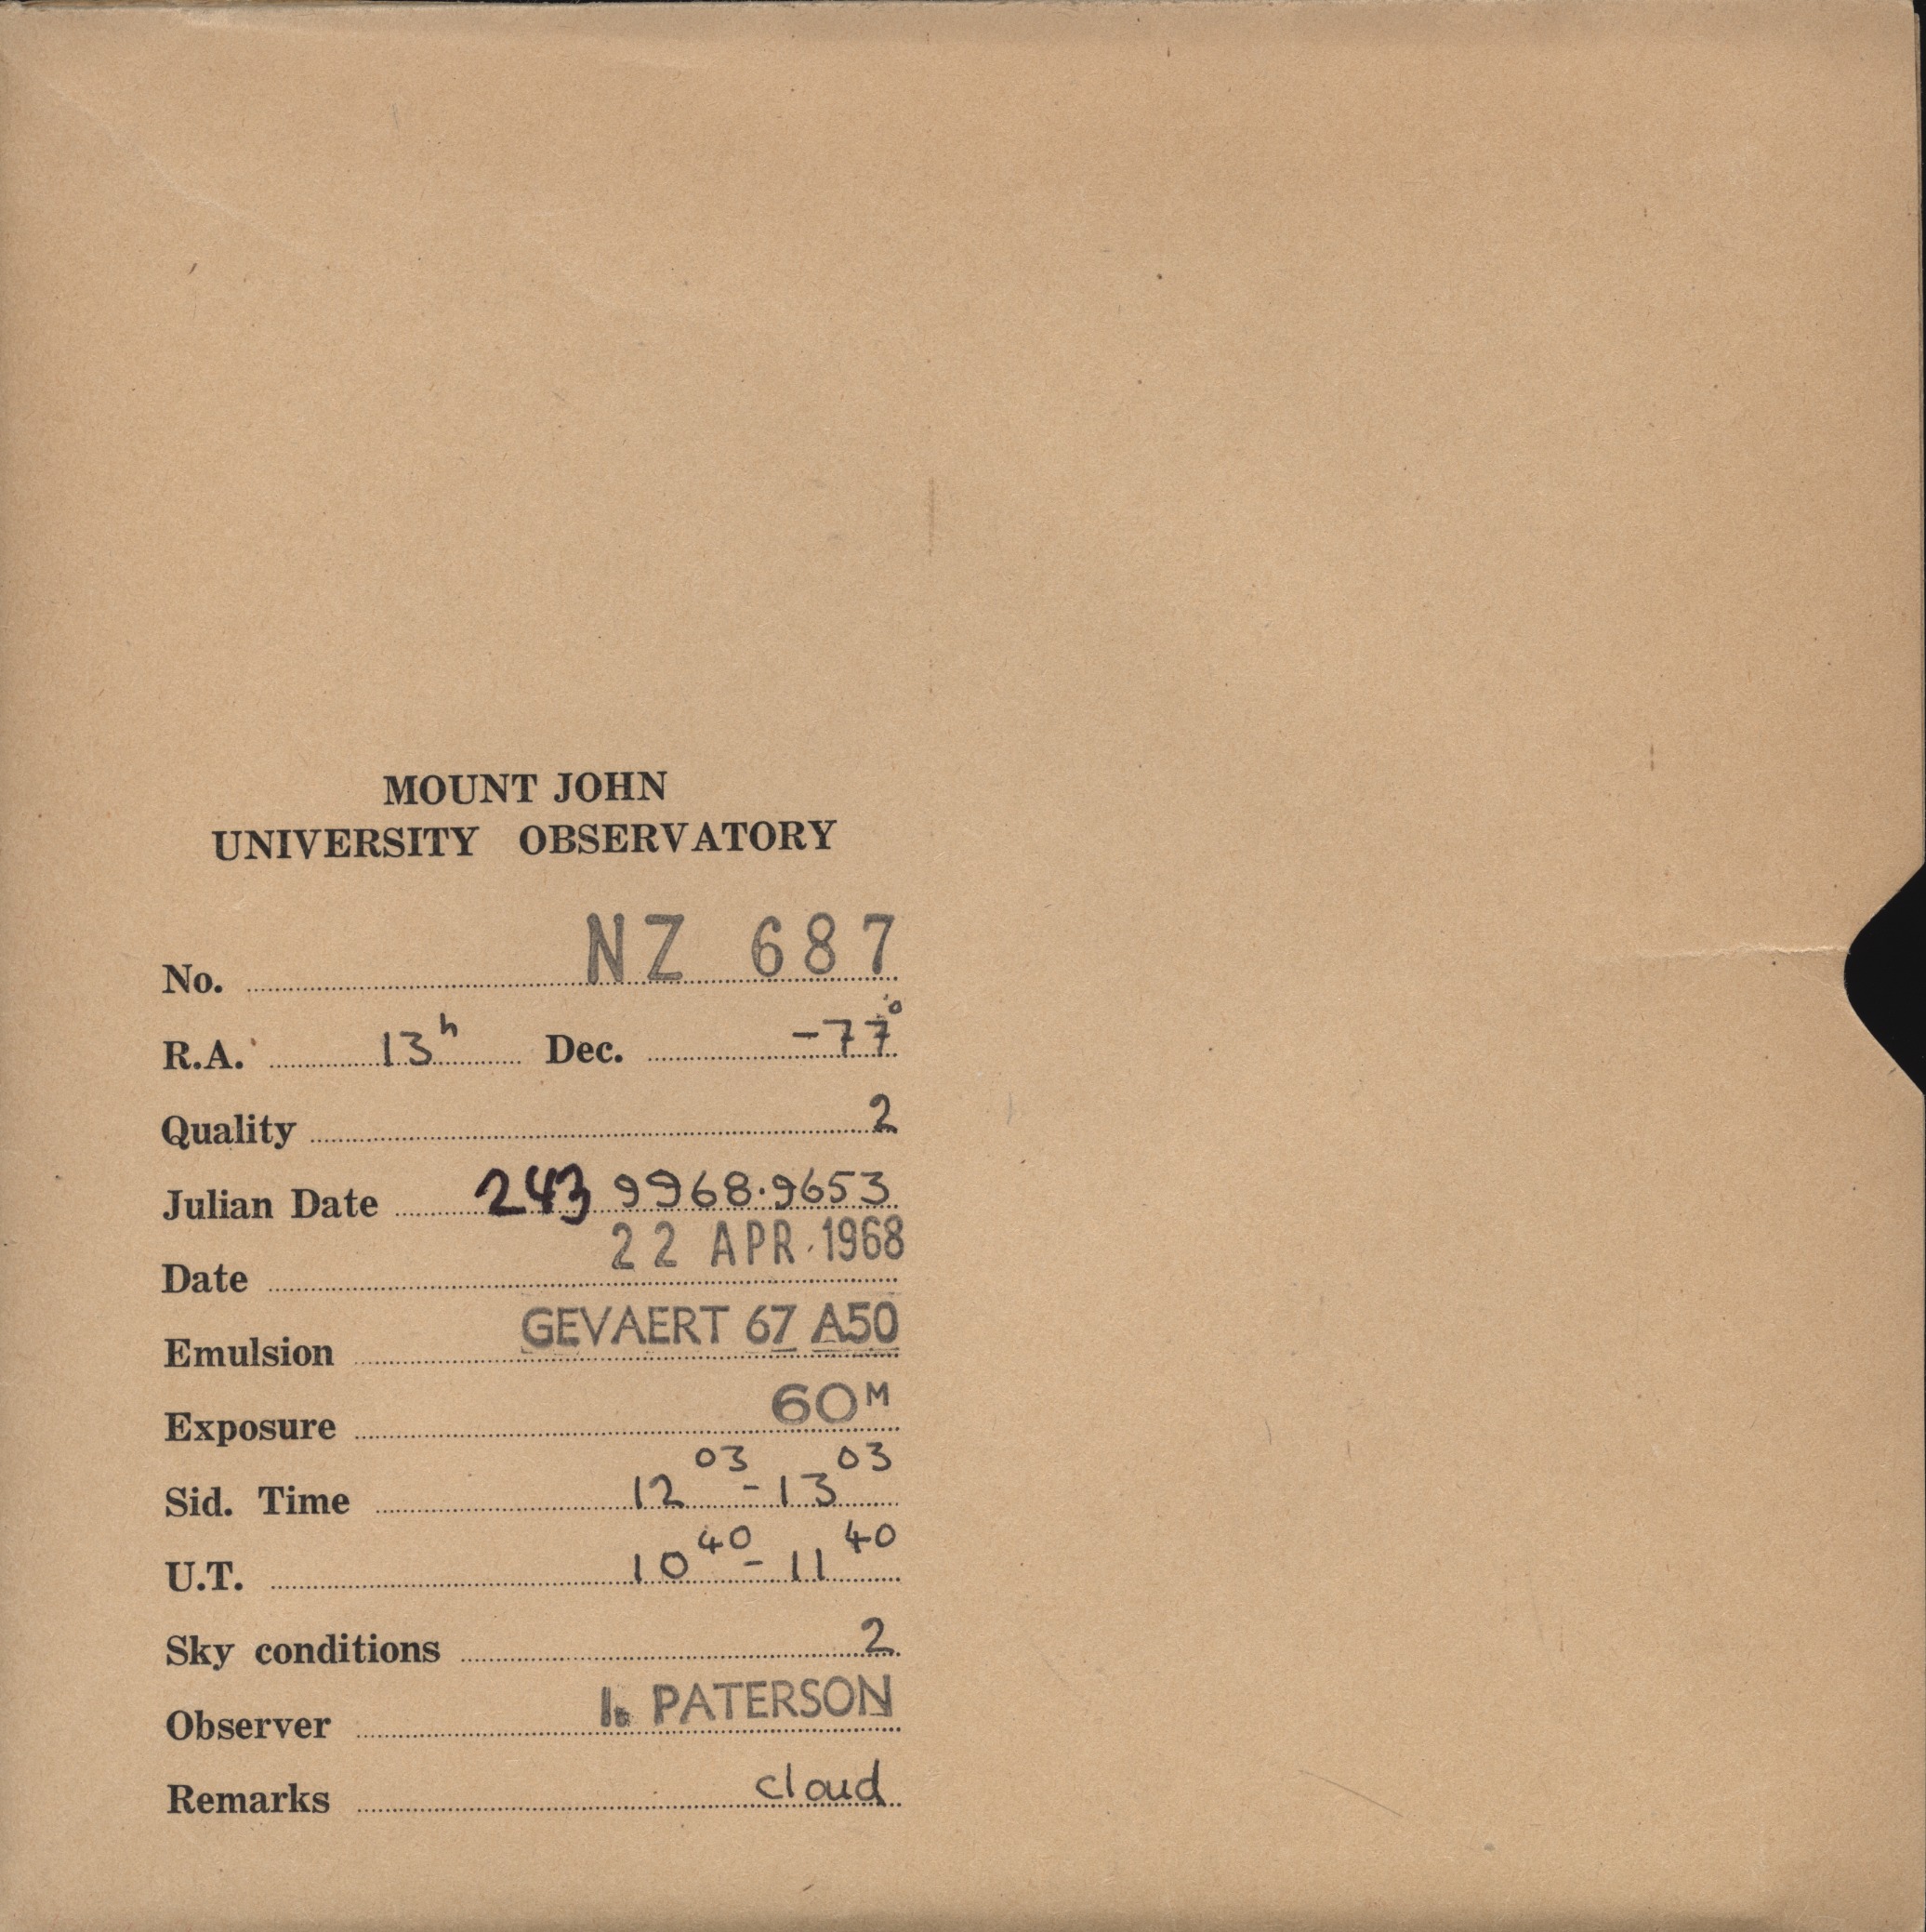 MOUNT JOHN
UNIVERSITY OBSERVATORY
No. NZ 687
R.A. 13h Dec. -77°
Quality 2
Julian Date 243 9968.9653
Date 22 APR 1968
Emulsion GEVAERT 67 A50
Exposure 60M
Sid. Time 12 03 - 13 03
U.T. 10 40 - 11 40
Sky conditions 2
Observer I. PATERSON
Remarks cloud